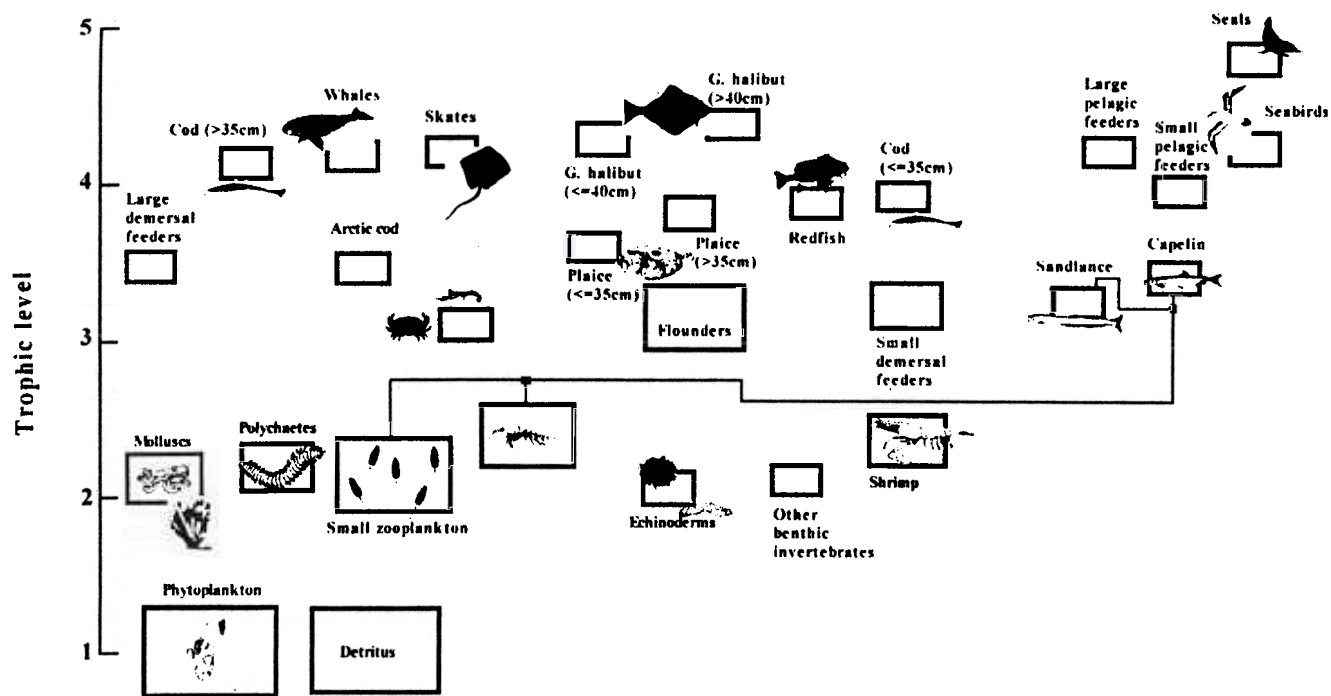 5
Seals
Whales
G. halibut
(>40cm)
Large
pelagic
feeders
Seabirds
Cod (>35cm)
Skates
Small
pelagic
feeders
Cod
(<=35cm)
G. halibut
(<=40cm)
4
Large
demersal
feeders
Arctic cod
Redfish
Plaice
(>35cm)
Capelin
Sandlance
Plaice
(<=35cm)
Flounders
3
Small
demersal
feeders
Trophic level
Polychaetes
Molluscs
Shrimp
2
Small zooplankton
Echinoderms
Other
benthic
invertebrates
Phytoplankton
1
Detritus